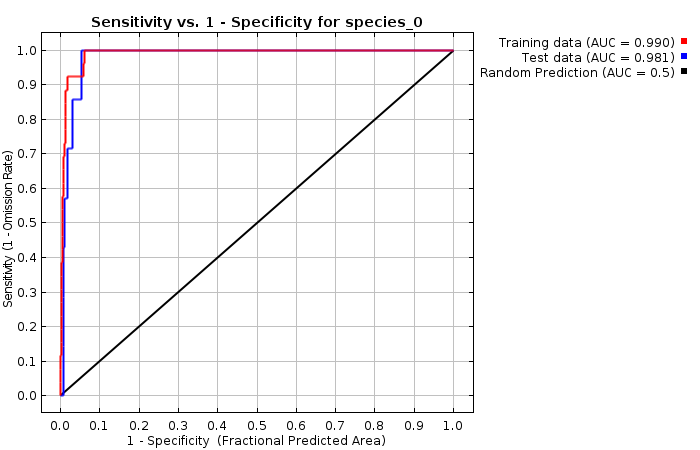 Sensitivity vs. 1 - Specificity for species_0
Training data (AUC = 0.990)
Test data (AUC = 0.981)
Random Prediction (AUC = 0.5)
Sensitivity (1 - Omission Rate)
1.0
0.9
0.8
0.7
0.6
0.5
0.4
0.3
0.2
0.1
0.0
0.0 0.1 0.2 0.3 0.4 0.5 0.6 0.7 0.8 0.9 1.0
1 - Specificity (Fractional Predicted Area)